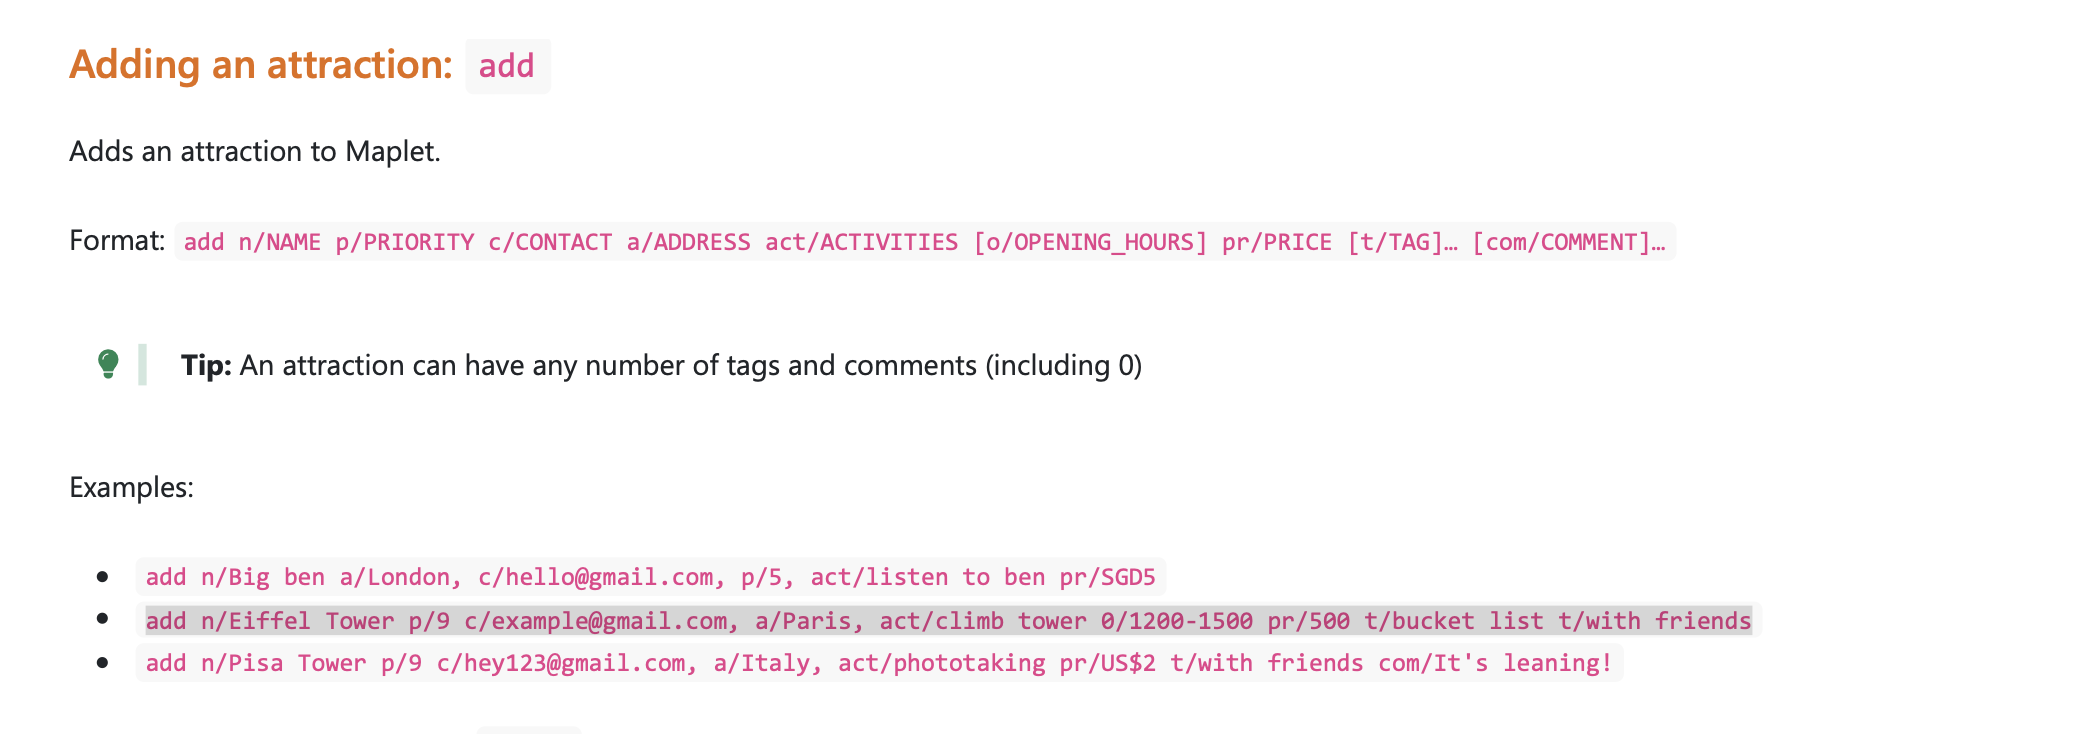 Adding an attraction: add
Adds an attraction to Maplet.
Format: add n/NAME p/PRIORITY c/CONTACT a/ADDRESS act/ACTIVITIES [o/OPENING_HOURS] pr/PRICE [t/TAG]… [com/COMMENT]…
Tip: An attraction can have any number of tags and comments (including 0)
Examples:
add n/Big ben a/London, c/hello@gmail.com, p/5, act/listen to ben pr/SGD5
add n/Eiffel Tower p/9 c/example@gmail.com, a/Paris, act/climb tower 0/1200-1500 pr/500 t/bucket list t/with friends
add n/Pisa Tower p/9 c/hey123@gmail.com, a/Italy, act/phototaking pr/US$2 t/with friends com/It's leaning!